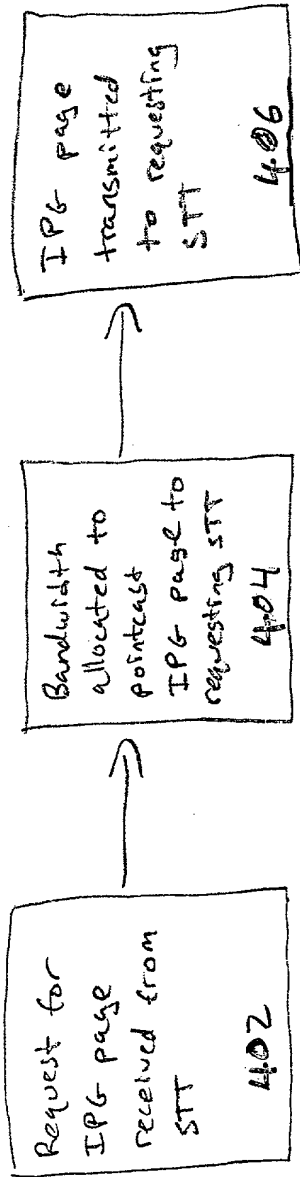 Request for
IPG page
received from
STT
402
Bandwidth
allocated to
pointcast
IPG page to
requesting STT
404
IPG page
transmitted
to requesting
STT
406